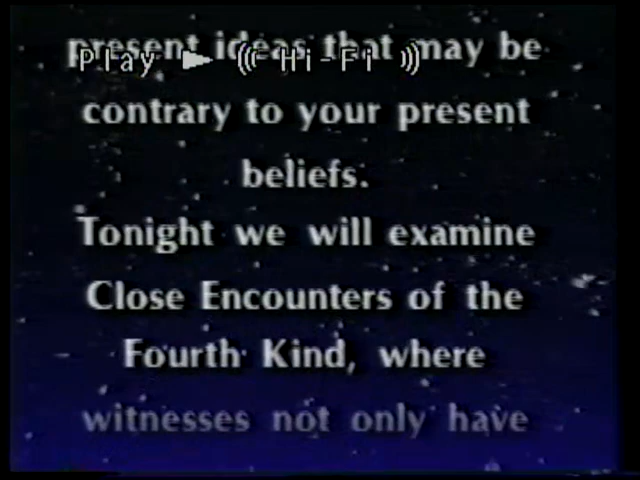 present ideas that may be
Play ► ((( Hi-Fi )))
contrary to your present
beliefs.
Tonight we will examine
Close Encounters of the
Fourth Kind, where
witnesses not only have